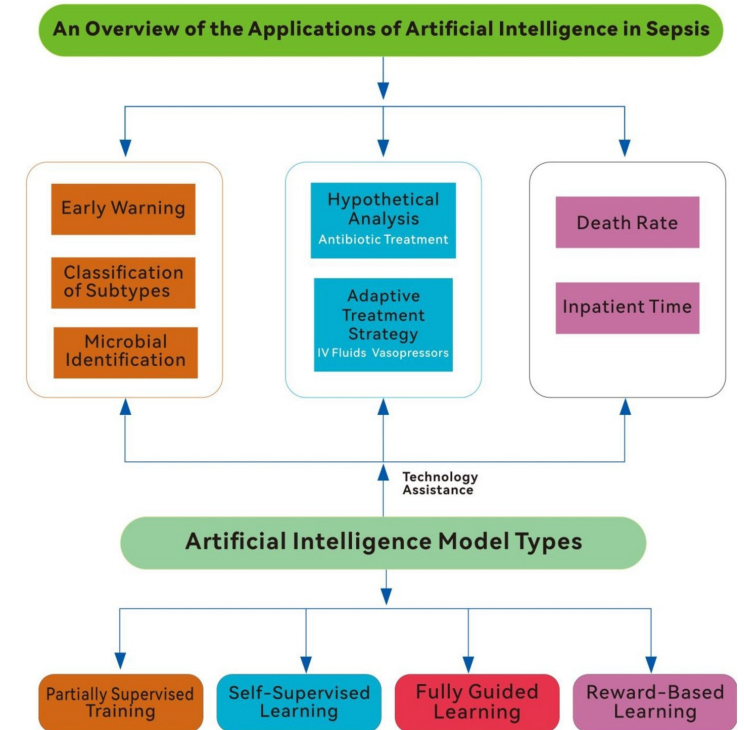 An Overview of the Applications of Artificial Intelligence in Sepsis
Early Warning
Classification
of Subtypes
Microbial
Identification
Hypothetical
Analysis
Antibiotic Treatment
Adaptive
Treatment
Strategy
IV Fluids Vasopressors
Death Rate
Inpatient Time
Technology
Assistance
Artificial Intelligence Model Types
Partially Supervised
Training
Self-Supervised
Learning
Fully Guided
Learning
Reward-Based
Learning